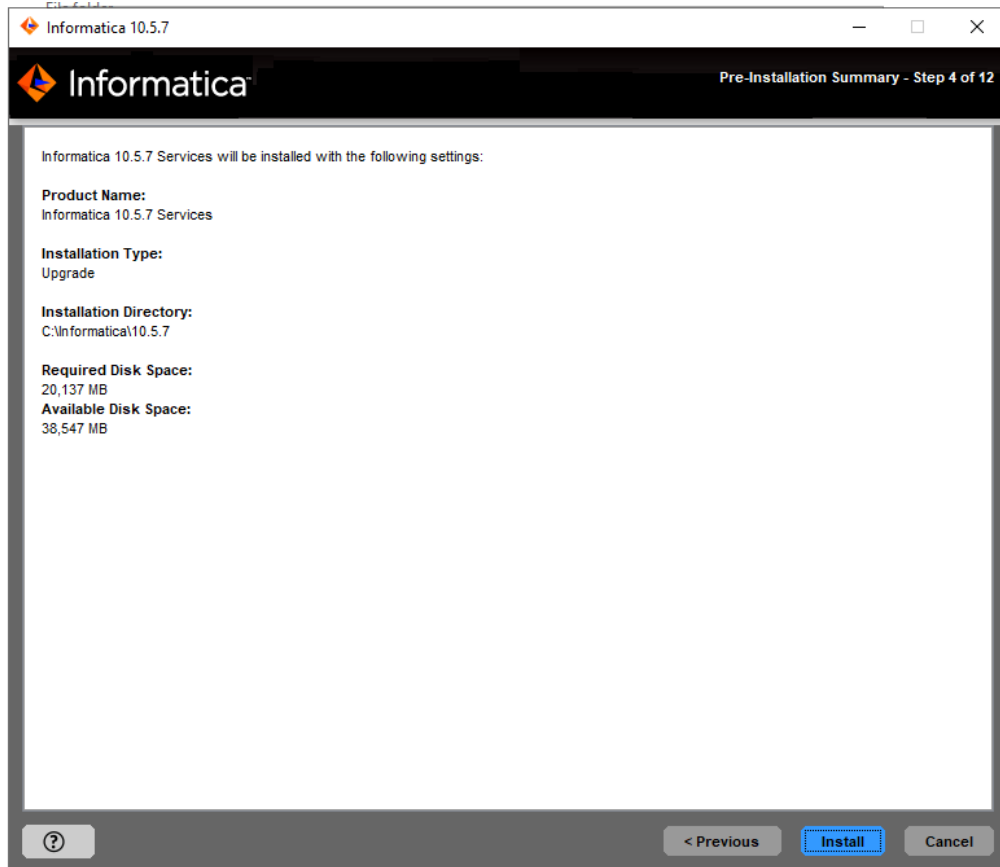 File folder
Informatica 10.5.7
Informatica
Pre-Installation Summary - Step 4 of 12
Informatica 10.5.7 Services will be installed with the following settings:
Product Name:
Informatica 10.5.7 Services
Installation Type:
Upgrade
Installation Directory:
C:\Informatica\10.5.7
Required Disk Space:
20,137 MB
Available Disk Space:
38,547 MB
?
< Previous
Install
Cancel